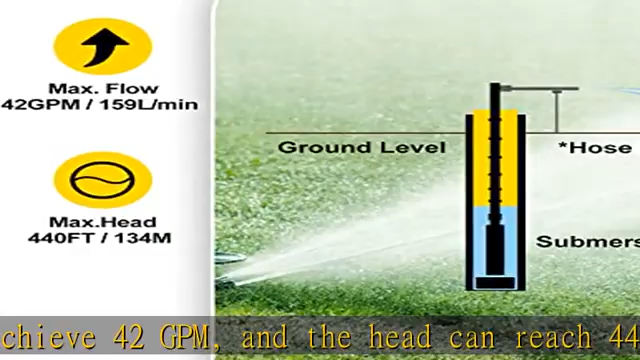 Max. Flow
42GPM / 159L/min
Max.Head
440FT / 134M
Ground Level
*Hose
Submers
chieve 42 GPM, and the head can reach 44